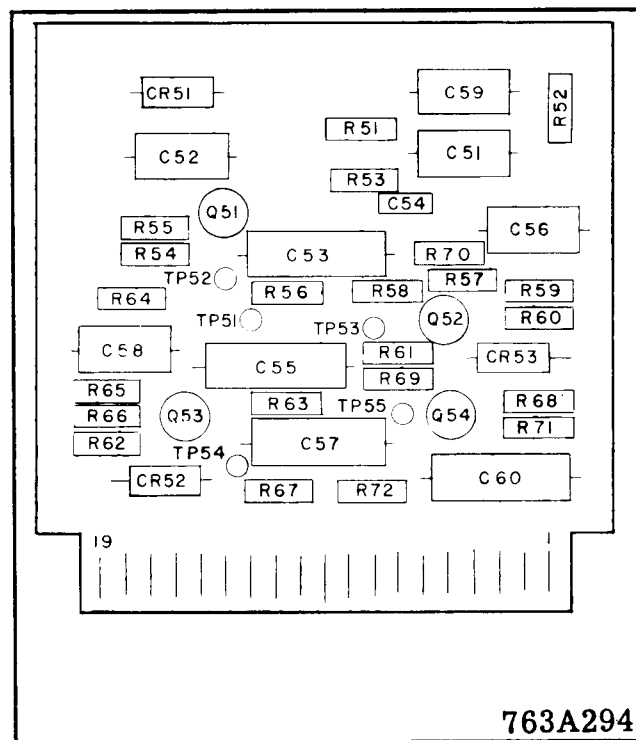 CR51
C59
R52
R51
C52
C51
R53
C54
Q51
R55
C56
R54
C53
R70
TP52
R57
R56
R58
R59
R64
TP51
TP53
Q52
R60
C58
R61
CR53
C55
R69
R65
R63
R68
R66
Q53
TP55
Q54
R62
C57
R71
TP54
CR52
C60
R67
R72
19
1
763A294